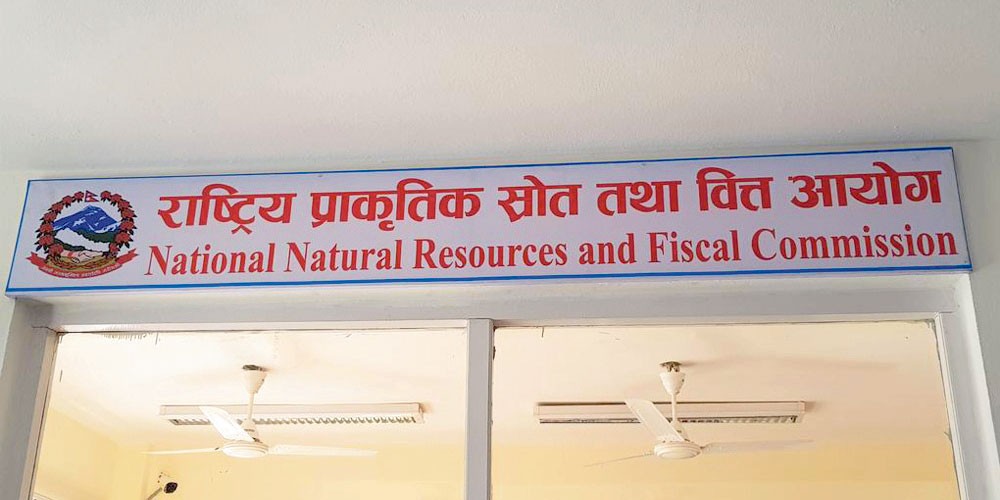 राष्ट्रिय प्राकृतिक स्रोत तथा वित्त आयोग
National Natural Resources and Fiscal Commission